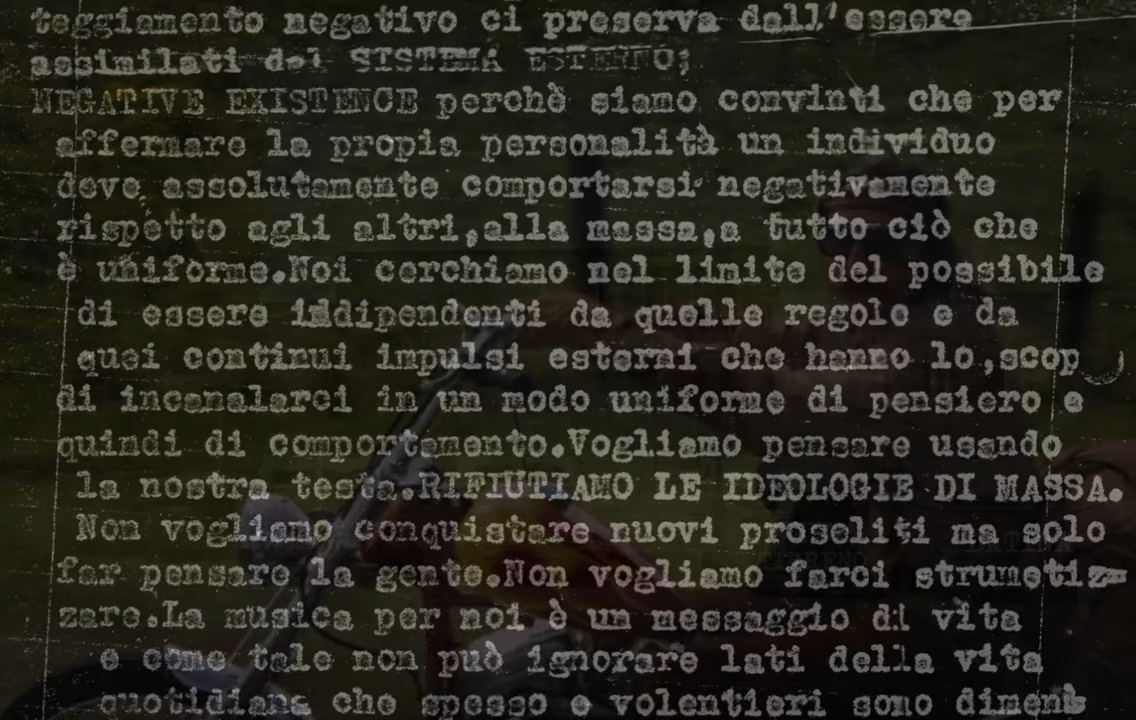 teggiamento negativo ci preserva dall'essere
assimilati dal SISTEMA ESTERNO;
NEGATIVE EXISTENCE perchè siamo convinti che per
affermare la propia personalità un individuo
deve assolutamente comportarsi negativamente
rispetto agli altri,alla massa,a tutto ciò che
è uniforme.Noi cerchiamo nel limite del possibile
di essere indipendenti da quelle regole e da
quei continui impulsi esterni che hanno lo,scop
di incanalarci in un modo uniforme di pensiero e
quindi di comportamento.Vogliamo pensare usando
la nostra testa.RIFIUTIAMO LE IDEOLOGIE DI MASSA.
Non vogliamo conquistare nuovi proseliti ma solo
far pensare la gente.Non vogliamo farci strumetiz=
zare.La musica per noi è un messaggio di vita
e come tale non può ignorare lati della vita
quotidiana che spesso e volentieri sono diment